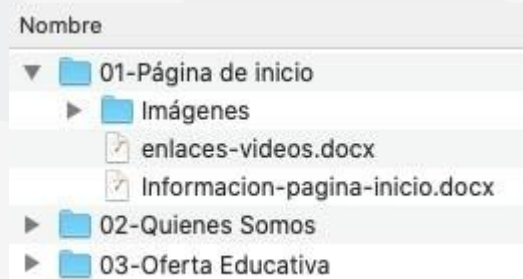 Nombre
01-Página de inicio
Imágenes
enlaces-videos.docx
Informacion-pagina-inicio.docx
02-Quienes Somos
03-Oferta Educativa